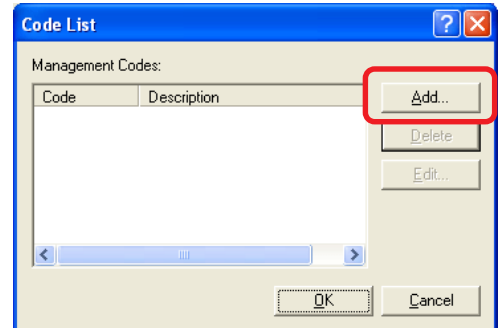 Code List
Management Codes:
Code Description
Add...
Delete
Edit...
OK Cancel